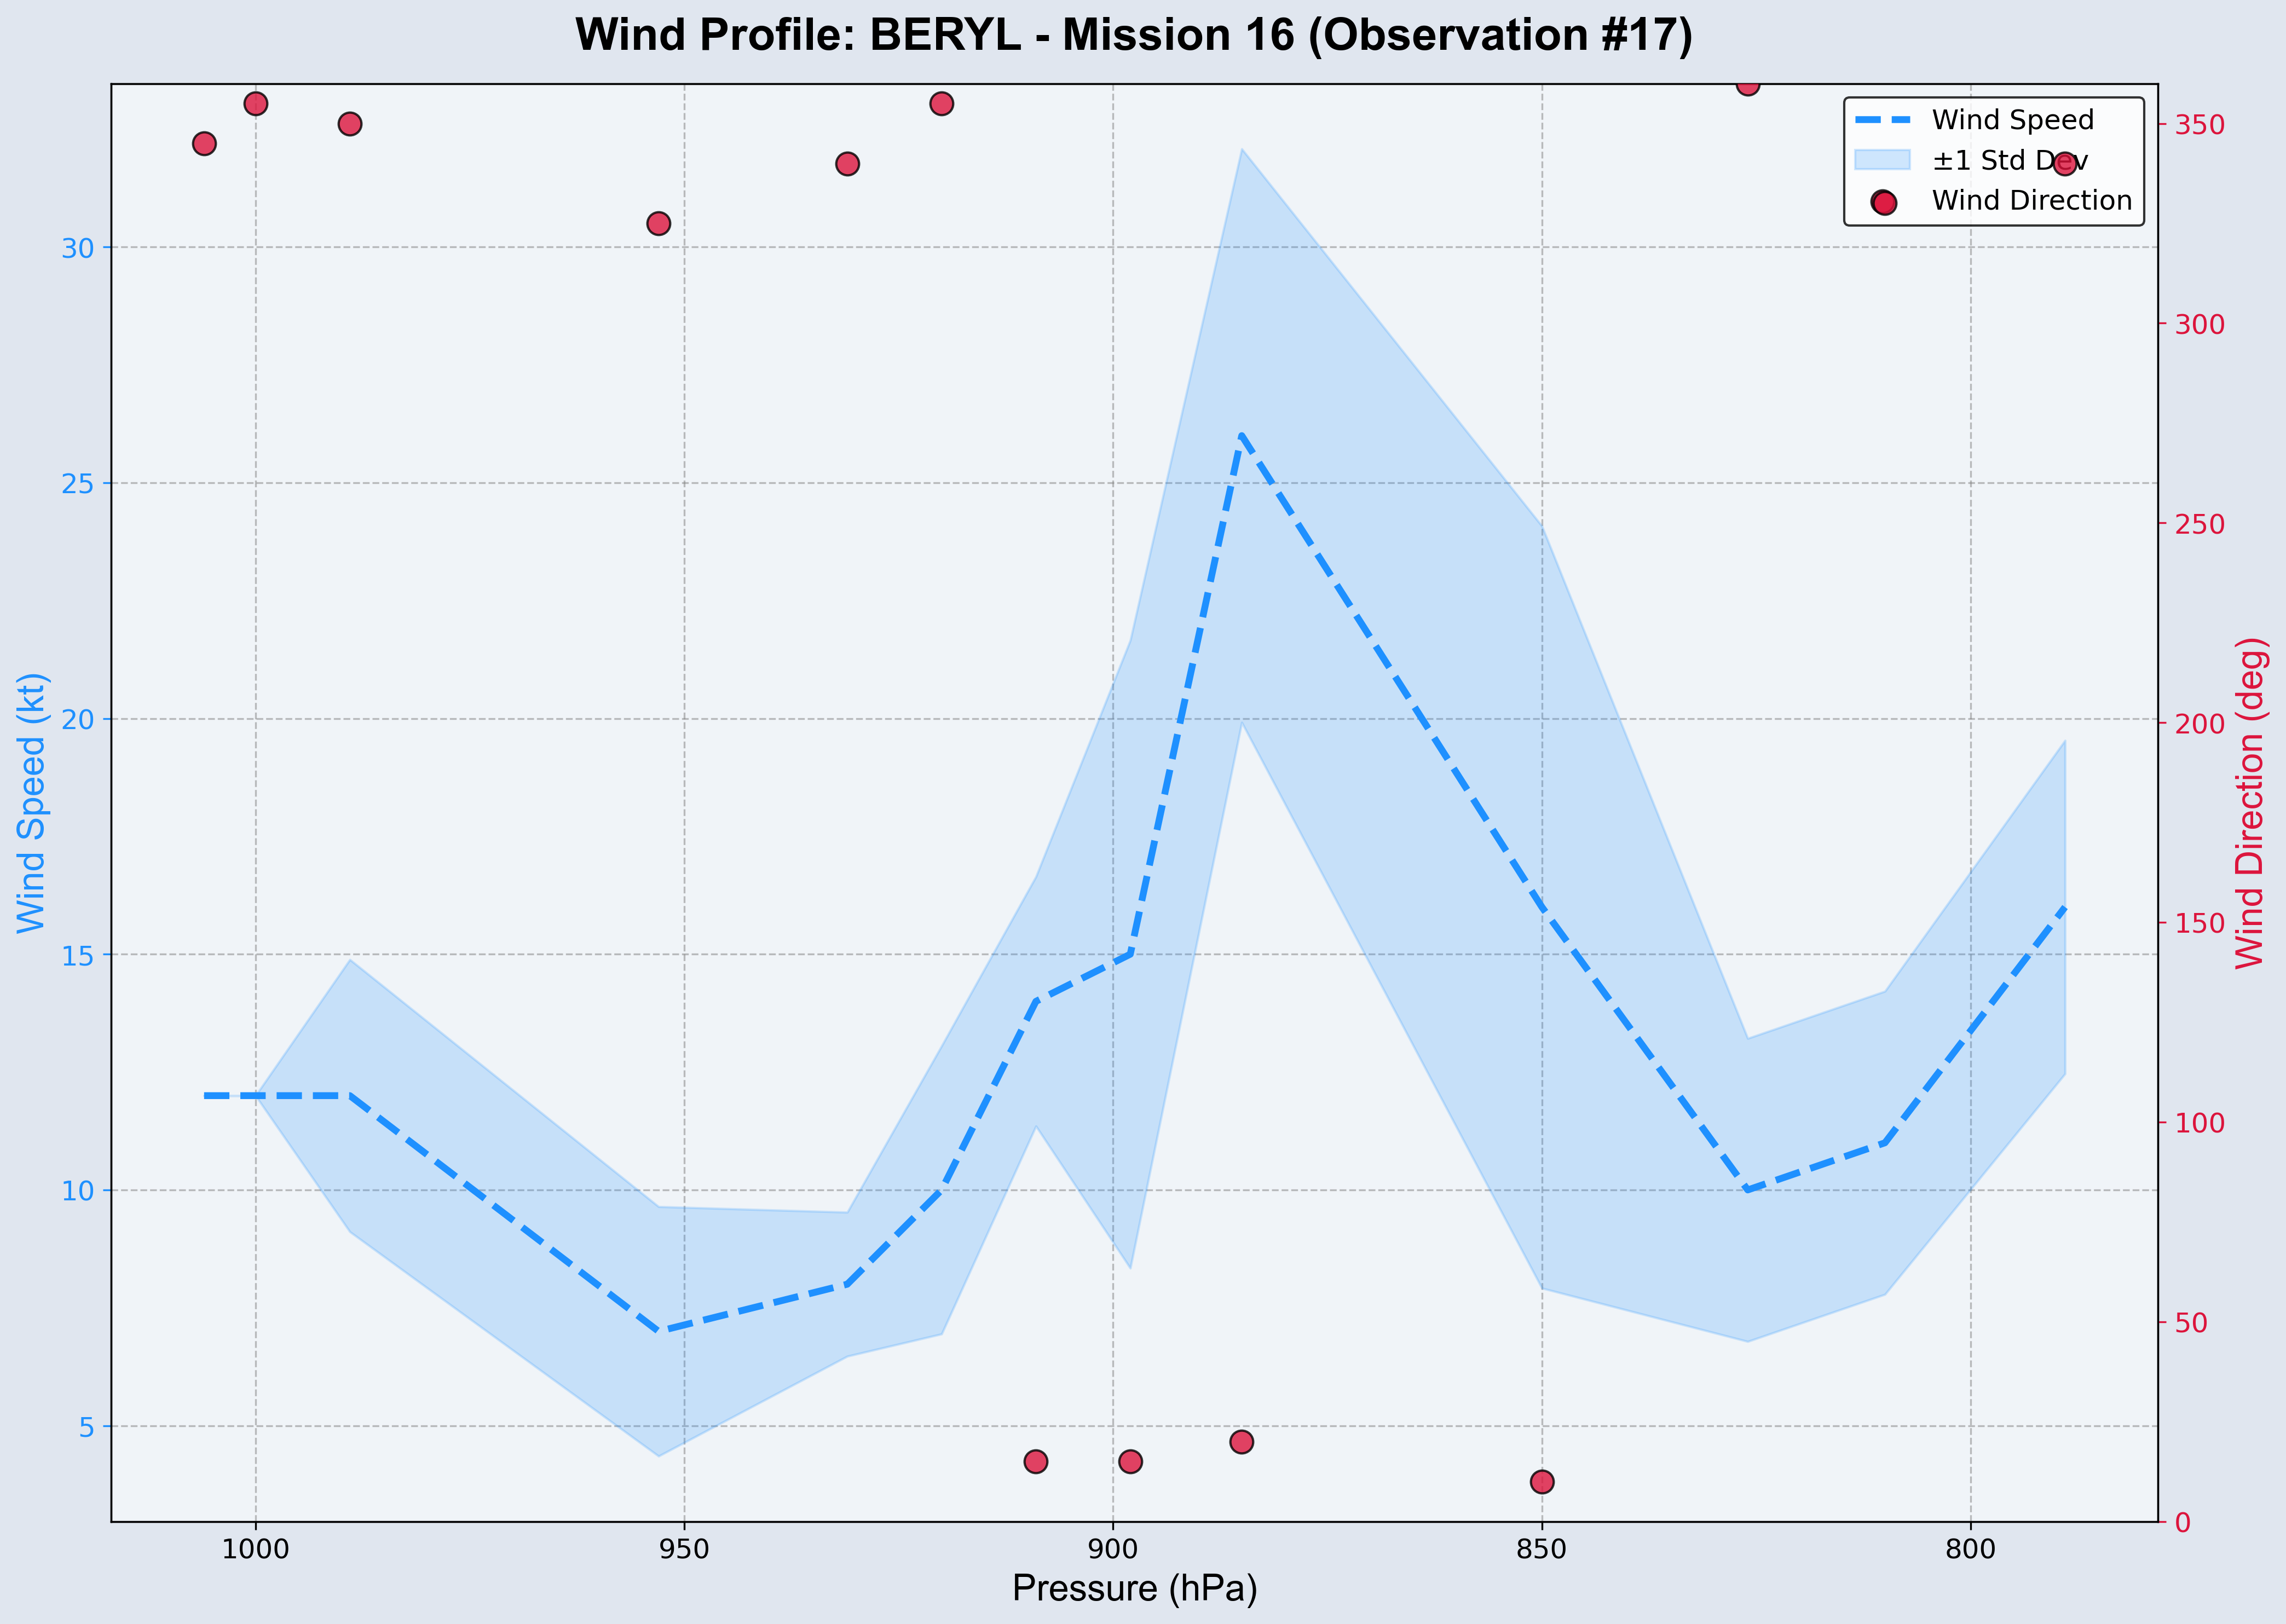 Wind Profile: BERYL - Mission 16 (Observation #17)
Wind Speed
±1 Std Dev
Wind Direction
Wind Speed (kt)
30
25
20
15
10
5
350
300
250
200
150
100
50
0
Wind Direction (deg)
1000 950 900 850 800
Pressure (hPa)